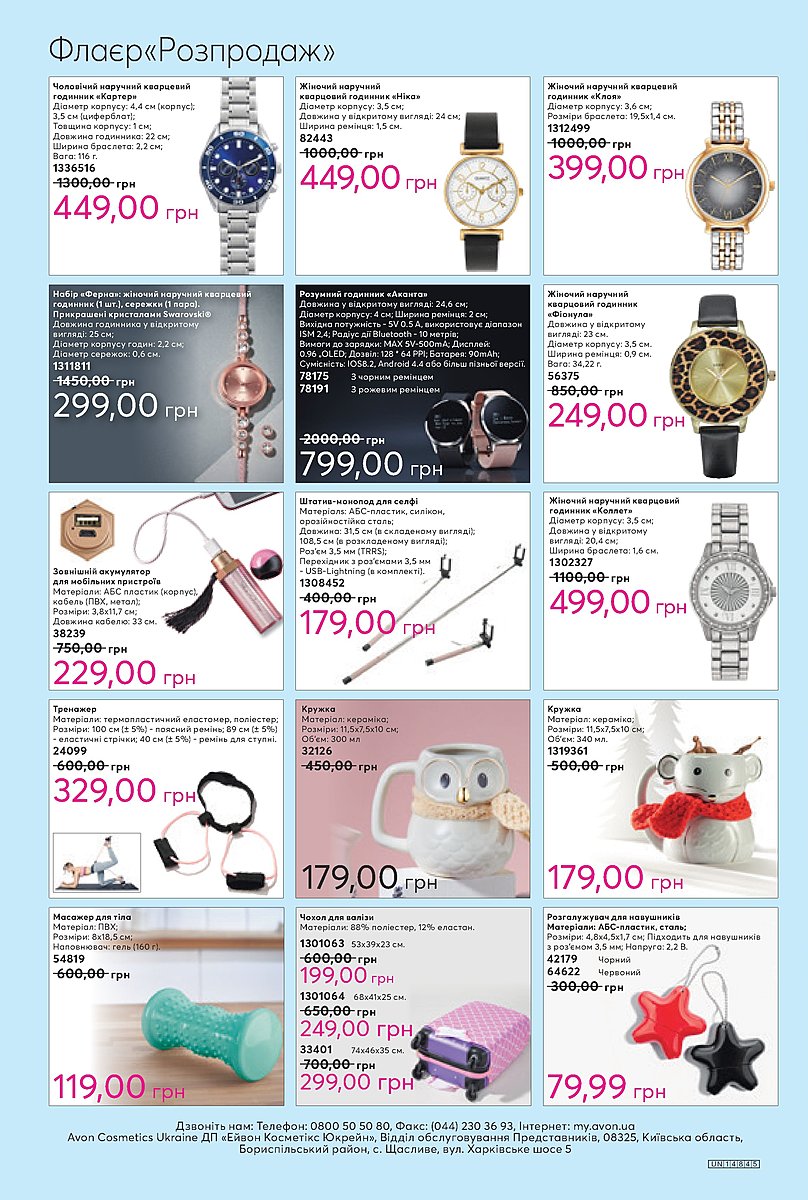 Флаєр«Розпродаж»
Чоловічий наручний кварцевий
годинник «Картер»
Діаметр корпусу: 4,4 см (корпус);
3,5 см (циферблат);
Товщина корпусу: 1 см;
Довжина годинника: 22 см;
Ширина браслета: 2,2 см;
Вага: 116 г.
1336516
1300,00 грн
449,00 грн
Жіночий наручний
кварцовий годинник «Ніка»
Діаметр корпусу: 3,5 см;
Довжина у відкритому вигляді: 24 см;
Ширина ремінця: 1,5 см.
82443
1000,00 грн
449,00 грн
Жіночий наручний кварцевий
годинник «Клоя»
Діаметр корпусу: 3,6 см;
Розміри браслета: 19,5х1,4 см.
1312499
1000,00 грн
399,00 грн
Набір «Ферна»: жіночий наручний кварцевий
годинник (1 шт.), сережки (1 пара).
Прикрашені кристалами Swarovski®
Довжина годинника у відкритому
вигляді: 25 см;
Діаметр корпусу годин: 2,2 см;
Діаметр сережок: 0,6 см.
1311811
1450,00 грн
299,00 грн
Розумний годинник «Аканта»
Довжина у відкритому вигляді: 24,6 см;
Діаметр корпусу: 4 см; Ширина ремінця: 2 см;
Вихідна потужність - 5V 0.5 A, використовує діапазон
ISM 2,4; Радіус дії Bluetooth - 10 метрів;
Вимоги до зарядки: MAX 5V-500mA; Дисплей:
0.96 „OLED; Дозвіл: 128 * 64 PPI; Батарея: 90mAh;
Сумісність: IOS8.2, Android 4.4 або більш пізньої версії.
78175 З чорним ремінцем
78191 З рожевим ремінцем
2000,00 грн
799,00 грн
Жіночий наручний
кварцовий годинник
«Фіонула»
Довжина у відкритому
вигляді: 23 см.
Діаметр корпусу: 3,5 см.
Ширина ремінця: 0,9 см.
Вага: 34,22 г.
56375
850,00 грн
249,00 грн
Зовнішній акумулятор
для мобільних пристроїв
Матеріали: АБС пластик (корпус),
кабель (ПВХ, метал);
Розміри: 3,8х11,7 см;
Довжина кабелю: 33 см.
38239
750,00 грн
229,00 грн
Штатив-монопод для селфі
Матеріалs: АБС-пластик, силікон,
орозійностійка сталь;
Довжина: 31,5 см (в складеному вигляді);
108,5 см (в розкладеному вигляді);
Роз'єм 3,5 мм (TRRS);
Перехідник з роз'ємами 3,5 мм
- USB-Lightning (в комплекті).
1308452
400,00 грн
179,00 грн
Жіночий наручний кварцовий
годинник «Коллет»
Діаметр корпусу: 3,5 см;
Довжина у відкритому
вигляді: 20,4 см;
Ширина браслета: 1,6 см.
1302327
1100,00 грн
499,00 грн
Тренажер
Матеріали: термопластичний еластомер, поліестер;
Розміри: 100 см (± 5%) - поясний ремінь; 89 см (± 5%)
- еластичні стрічки; 40 см (± 5%) - ремінь для ступні.
24099
600,00 грн
329,00 грн
Кружка
Матеріал: кераміка;
Розміри: 11,5х7,5х10 см;
Об'єм: 300 мл
32126
450,00 грн
179,00 грн
Кружка
Матеріал: кераміка;
Розміри: 11,5х7,5х10 см;
Об'єм: 340 мл.
1319361
500,00 грн
179,00 грн
Масажер для тіла
Матеріал: ПВХ;
Розміри: 8х18,5 см;
Наповнювач: гель (160 г).
54819
600,00 грн
119,00 грн
Чохол для валізи
Матеріали: 88% поліестер, 12% еластан.
1301063 53х39х23 см.
600,00 грн
199,00 грн
1301064 68х41х25 см.
650,00 грн
249,00 грн
33401 74х46х35 см.
700,00 грн
299,00 грн
Розгалужувач для навушників
Матеріали: АБС-пластик, сталь;
Розміри: 4,8х4,5х1,7 см; Підходить для навушників
з роз'ємом 3,5 мм; Напруга: 2,2 В.
42179 Чорний
64622 Червоний
300,00 грн
79,99 грн
Дзвоніть нам: Телефон: 0800 50 50 80, Факс: (044) 230 36 93, Інтернет: my.avon.ua
Avon Cosmetics Ukraine ДП «Ейвон Косметікс Юкрейн», Відділ обслуговування Представників, 08325, Київська область,
Бориспільський район, с. Щасливе, вул. Харківське шосе 5
UN14845